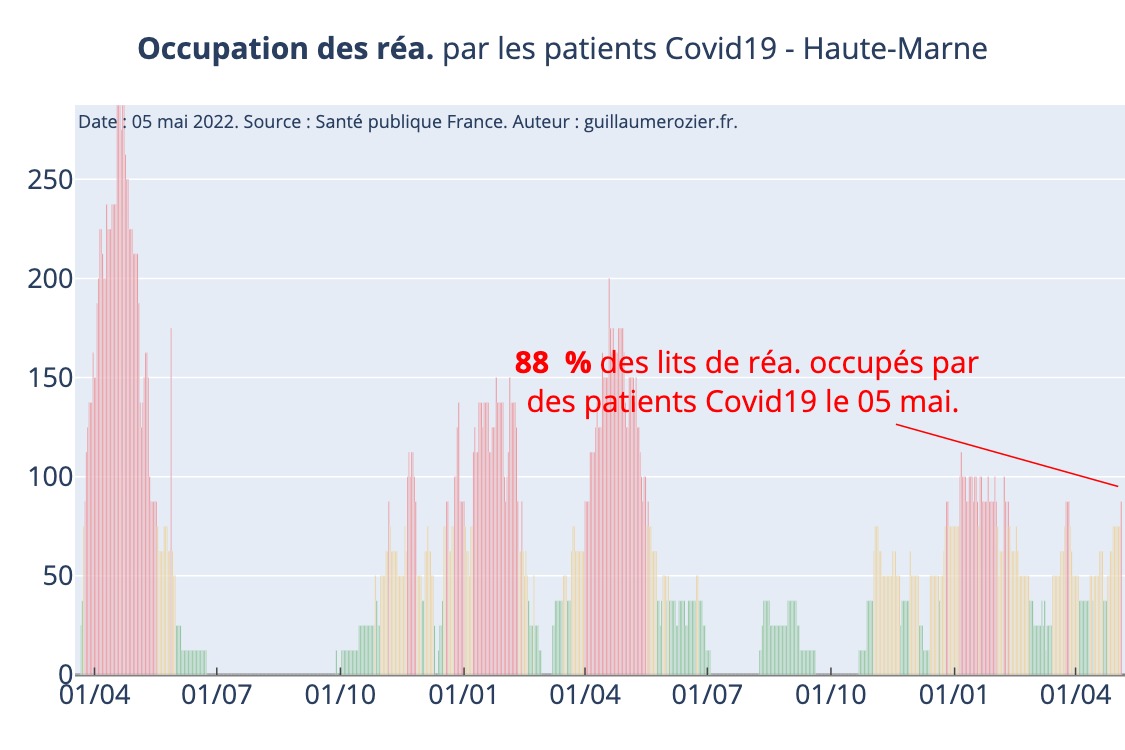 Occupation des réa. par les patients Covid19 - Haute-Marne
Date : 05 mai 2022. Source : Santé publique France. Auteur : guillaumerozier.fr.
250
200
150
88  % des lits de réa. occupés par
des patients Covid19 le 05 mai.
100
50
0
01/04 01/07 01/10 01/01 01/04 01/07 01/10 01/01 01/04